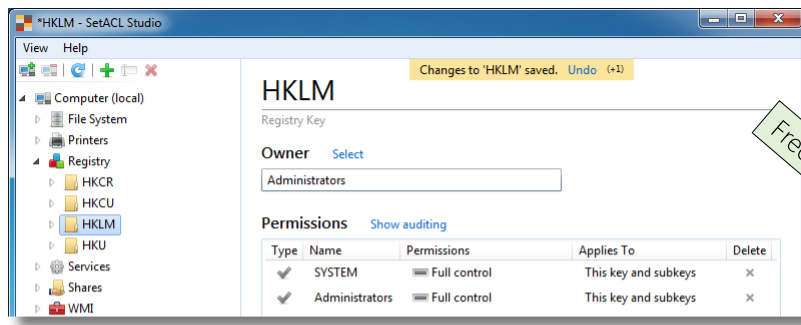 *HKLM - SetACL Studio
View Help
Changes to 'HKLM' saved. Undo (+1)
Computer (local)
File System
Printers
Registry
HKCR
HKCU
HKLM
HKU
Services
Shares
WMI
HKLM
Registry Key
Free
Owner Select
Administrators
Permissions Show auditing
Type Name Permissions Applies To Delete
SYSTEM Full control This key and subkeys
Administrators Full control This key and subkeys